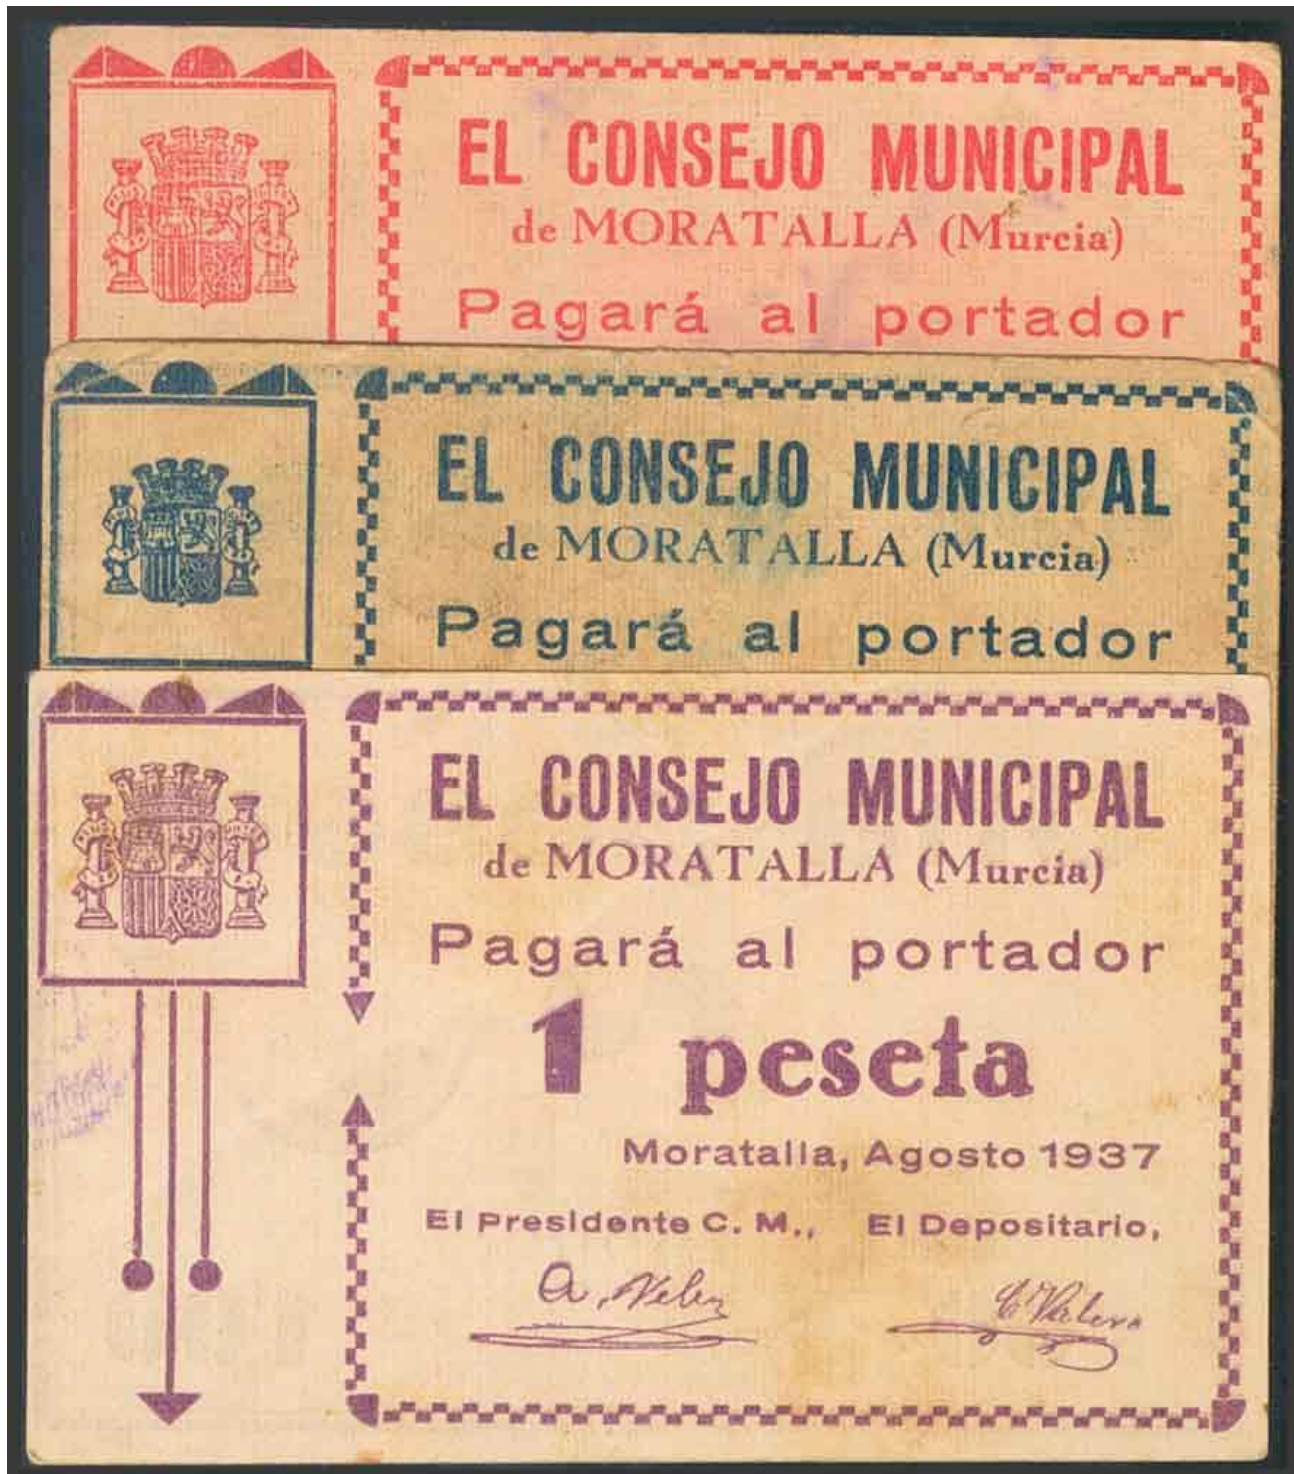 EL CONSEJO MUNICIPAL
de MORATALLA (Murcia)
Pagará al portador
EL CONSEJO MUNICIPAL
de MORATALLA (Murcia)
Pagará al portador
EL CONSEJO MUNICIPAL
de MORATALLA (Murcia)
Pagará al portador
1 peseta
Moratalla, Agosto 1937
El Presidente C. M., El Depositario,
A. Velez